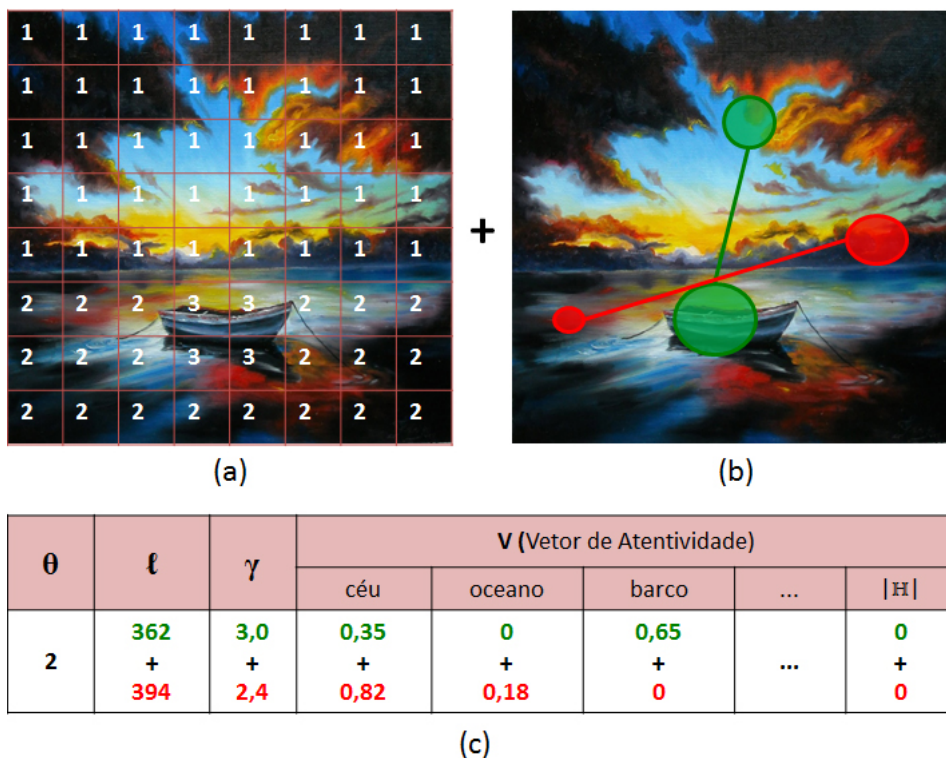 1 1 1 1 1 1 1 1
1 1 1 1 1 1 1 1
1 1 1 1 1 1 1 1
1 1 1 1 1 1 1 1
1 1 1 1 1 1 1 1
2 2 2 3 3 2 2 2
2 2 2 3 3 2 2 2
2 2 2 2 2 2 2 2
+
(a) (b)
θ ℓ γ V (Vetor de Atentividade)
céu oceano barco ... |ℍ|
362 3,0 0,35 0 0,65 0
2 + + + + + ... +
394 2,4 0,82 0,18 0 0
(c)